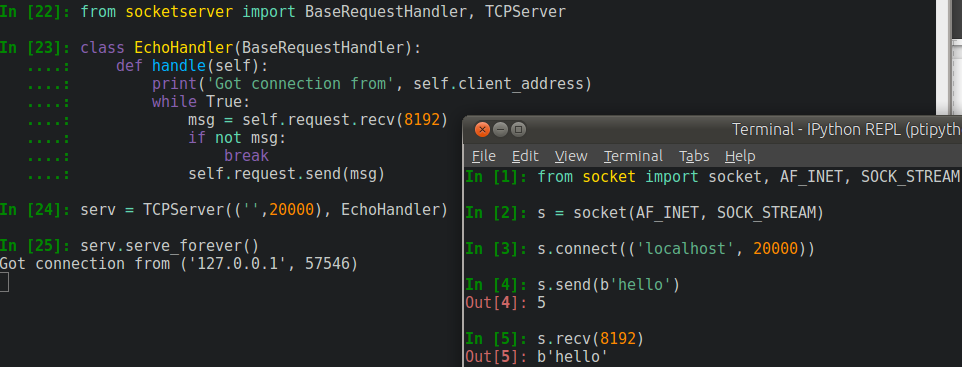 In [22]: from socketserver import BaseRequestHandler, TCPServer
In [23]: class EchoHandler(BaseRequestHandler):
   ....:     def handle(self):
   ....:         print('Got connection from', self.client_address)
   ....:         while True:
   ....:             msg = self.request.recv(8192)
   ....:             if not msg:
   ....:                 break
   ....:             self.request.send(msg)
In [24]: serv = TCPServer(('',20000), EchoHandler)
In [25]: serv.serve_forever()
Got connection from ('127.0.0.1', 57546)
Terminal - IPython REPL (ptipyth
File Edit View Terminal Tabs Help
In [1]: from socket import socket, AF_INET, SOCK_STREAM
In [2]: s = socket(AF_INET, SOCK_STREAM)
In [3]: s.connect(('localhost', 20000))
In [4]: s.send(b'hello')
Out[4]: 5
In [5]: s.recv(8192)
Out[5]: b'hello'